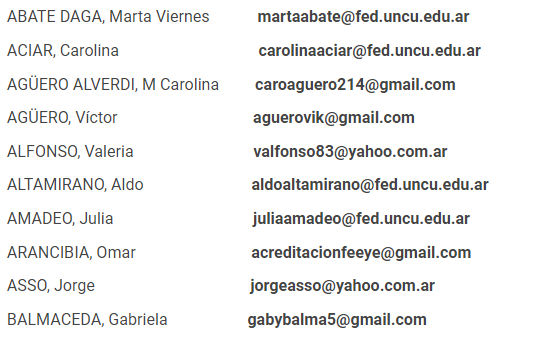 ABATE DAGA, Marta Viernes martaabate@fed.uncu.edu.ar
ACIAR, Carolina carolinaaciar@fed.uncu.edu.ar
AGÜERO ALVERDI, M Carolina caroaguero214@gmail.com
AGÜERO, Víctor aguerovik@gmail.com
ALFONSO, Valeria valfonso83@yahoo.com.ar
ALTAMIRANO, Aldo aldoaltamirano@fed.uncu.edu.ar
AMADEO, Julia juliaamadeo@fed.uncu.edu.ar
ARANCIBIA, Omar acreditacionfeeye@gmail.com
ASSO, Jorge jorgeasso@yahoo.com.ar
BALMACEDA, Gabriela gabybalma5@gmail.com